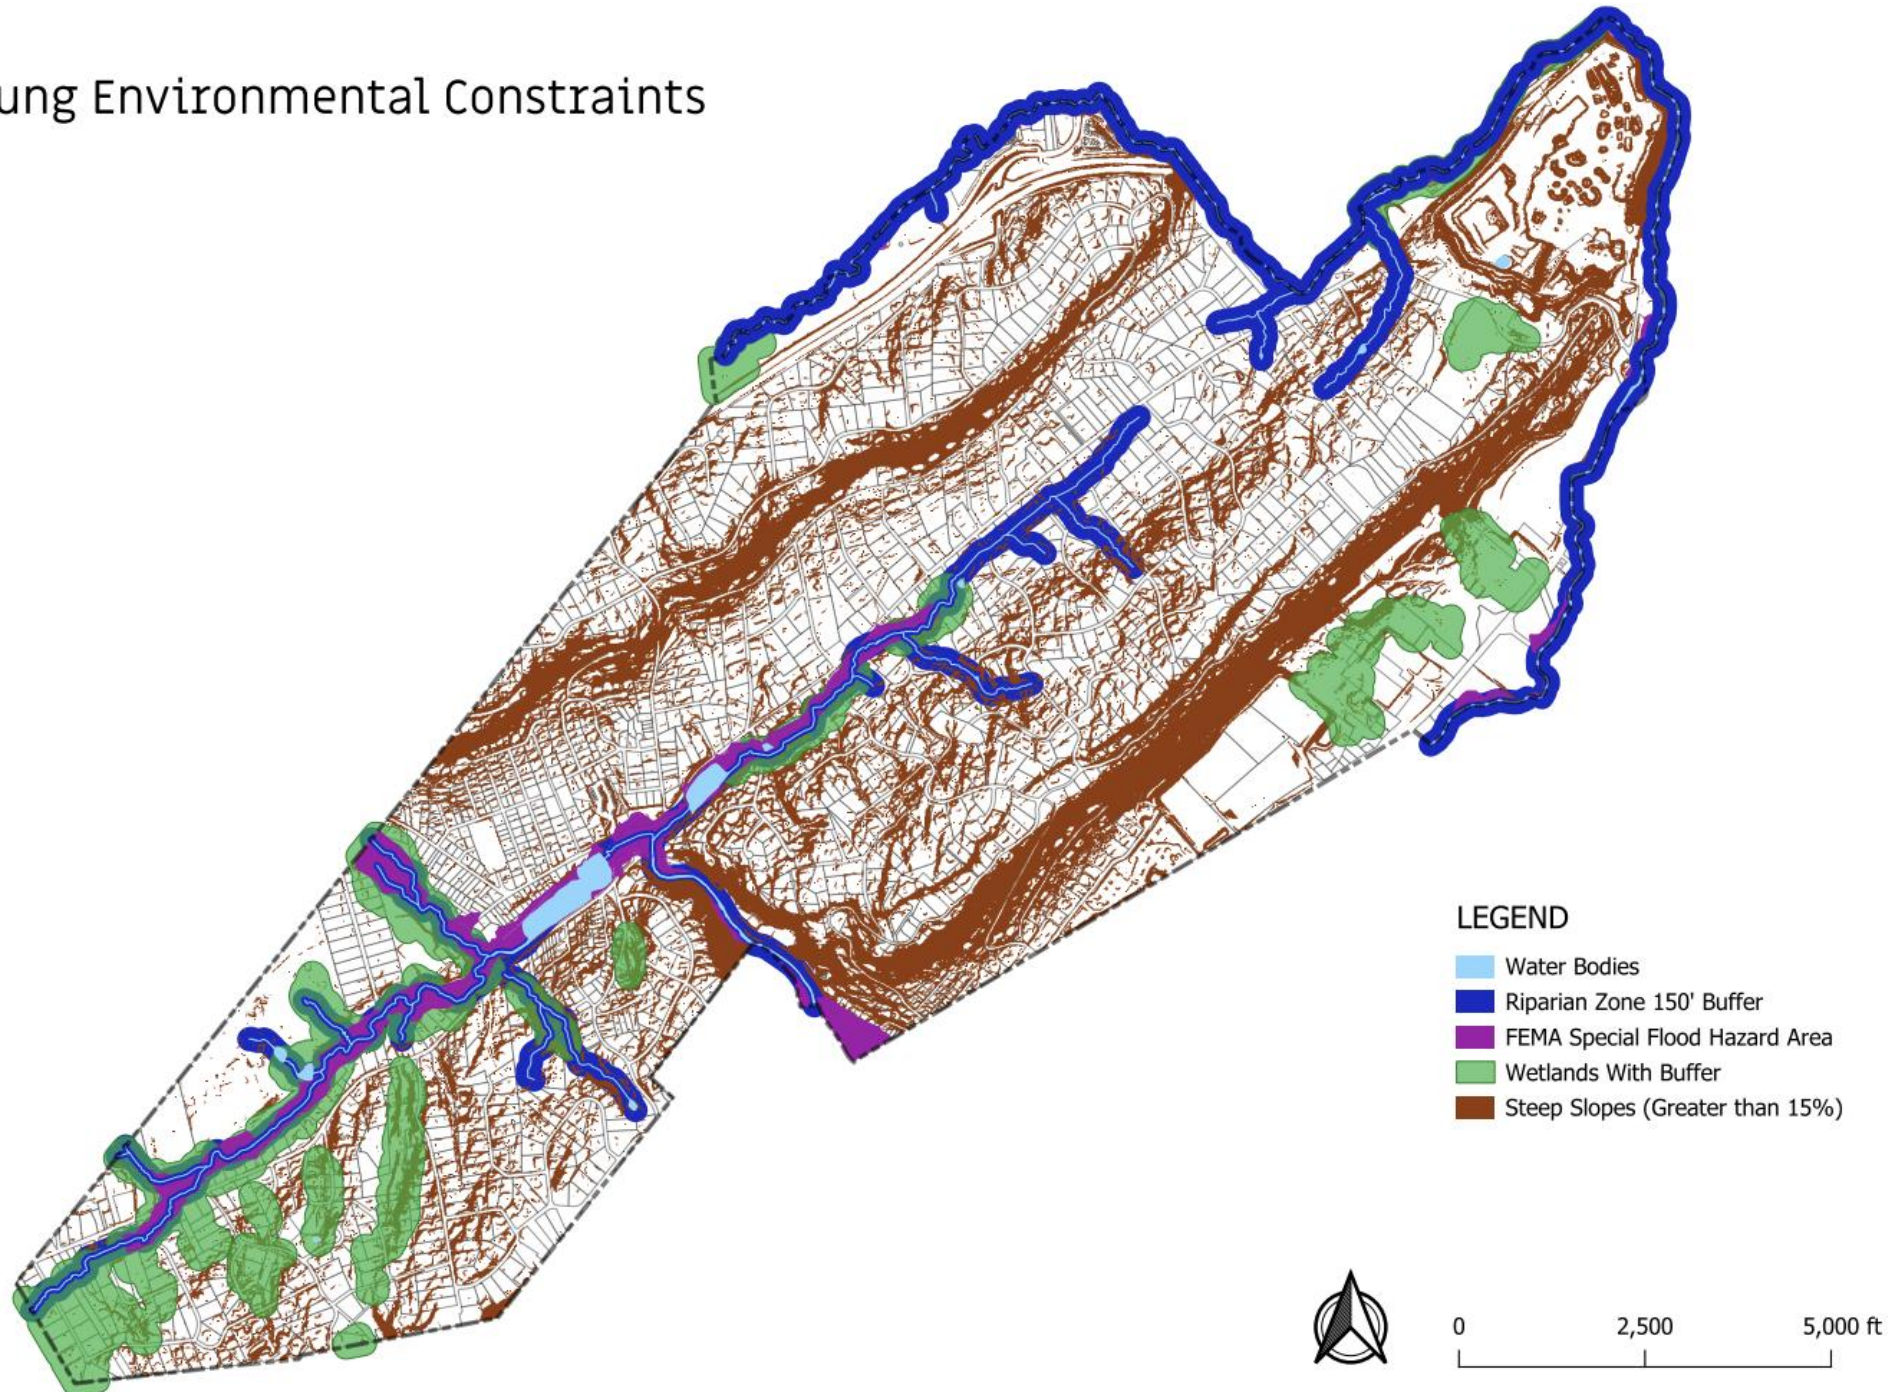 ung Environmental Constraints
LEGEND
Water Bodies
Riparian Zone 150' Buffer
FEMA Special Flood Hazard Area
Wetlands With Buffer
Steep Slopes (Greater than 15%)
0 2,500 5,000 ft